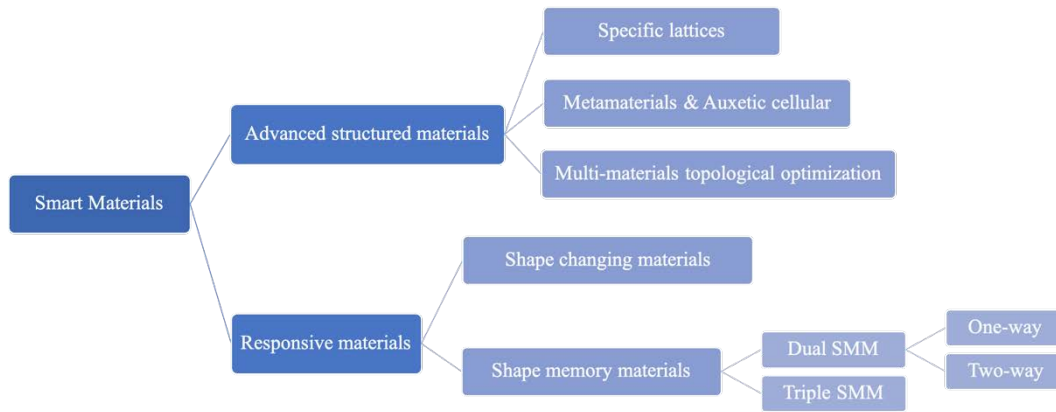 Smart Materials
Advanced structured materials
Specific lattices
Metamaterials & Auxetic cellular
Multi-materials topological optimization
Responsive materials
Shape changing materials
Shape memory materials
Dual SMM
One-way
Two-way
Triple SMM